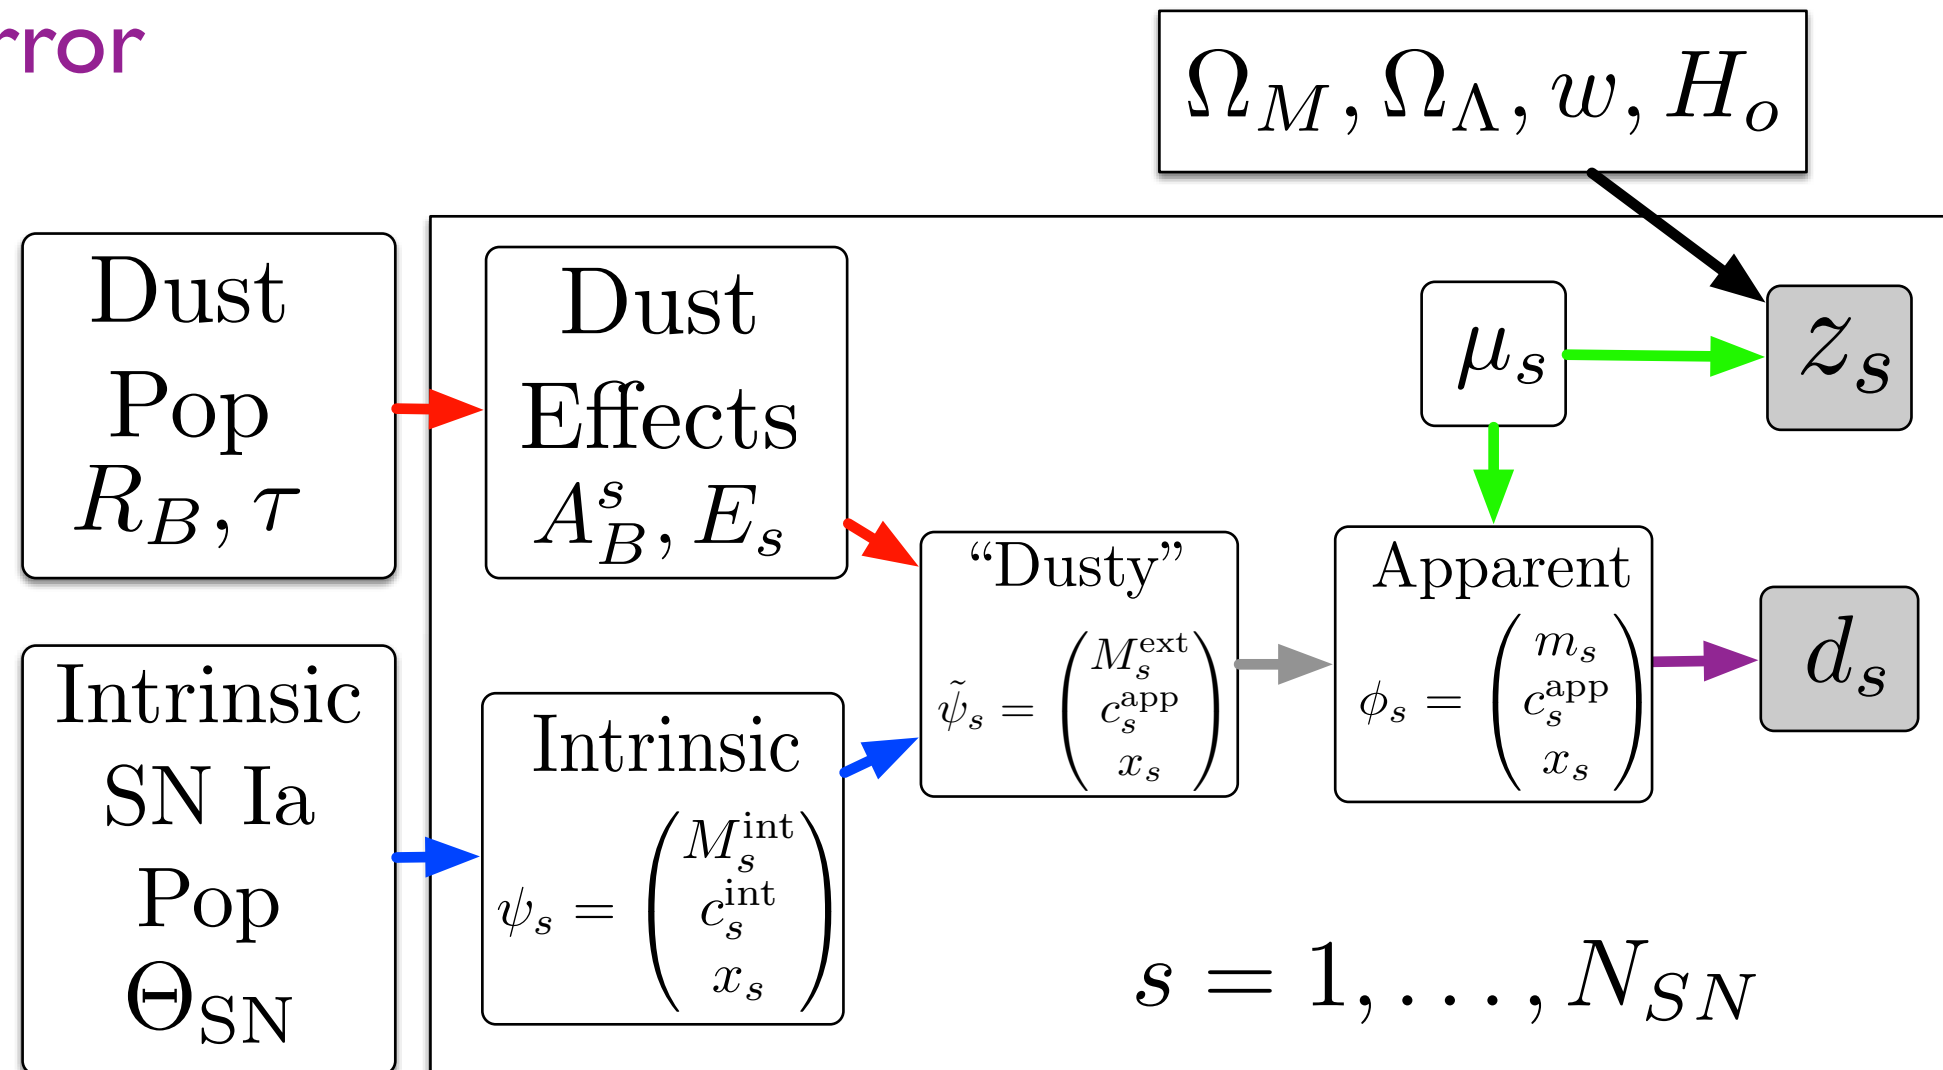 rror
Ω_M, Ω_Λ, w, H_o
Dust
Pop
R_B, τ
Dust
Effects
A_B^s, E_s
μ_s
z_s
“Dusty”
ψ̃_s = (M_s^ext
c_s^app
x_s)
Apparent
ϕ_s = (m_s
c_s^app
x_s)
d_s
Intrinsic
SN Ia
Pop
Θ_SN
Intrinsic
ψ_s = (M_s^int
c_s^int
x_s)
s = 1, . . . , N_SN